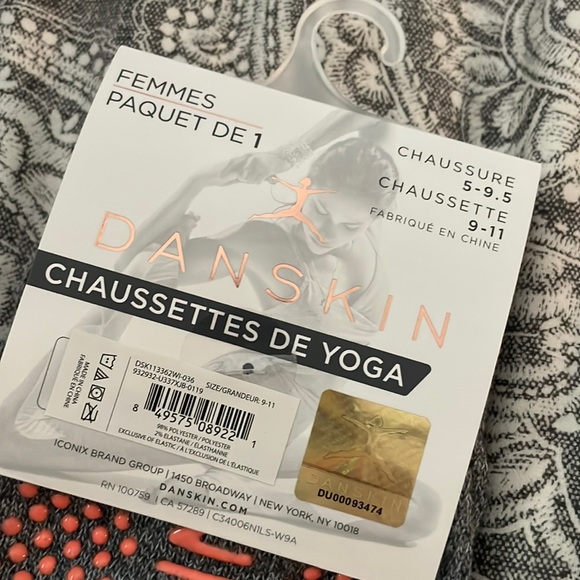 FEMMES
PAQUET DE 1
CHAUSSURE
5-9.5
CHAUSSETTE
9-11
FABRIQUÉ EN CHINE
DANSKIN
CHAUSSETTES DE YOGA
MADE IN CHINA
FABRIQUÉ EN CHINE
DSK113362WI-036
932932-U337XJB-0119
SIZE/GRANDEUR: 9-11
8 49575 08922 1
98% POLYESTER / POLYESTER
2% ELASTANE / ÉLASTHANNE
EXCLUSIVE OF ELASTIC / À L'EXCLUSION DE L'ÉLASTIQUE
DANSKIN
DU00093474
ICONIX BRAND GROUP | 1450 BROADWAY | NEW YORK, NY 10018
DANSKIN.COM
RN 100759 | CA 57289 | C34006N1LS-W9A